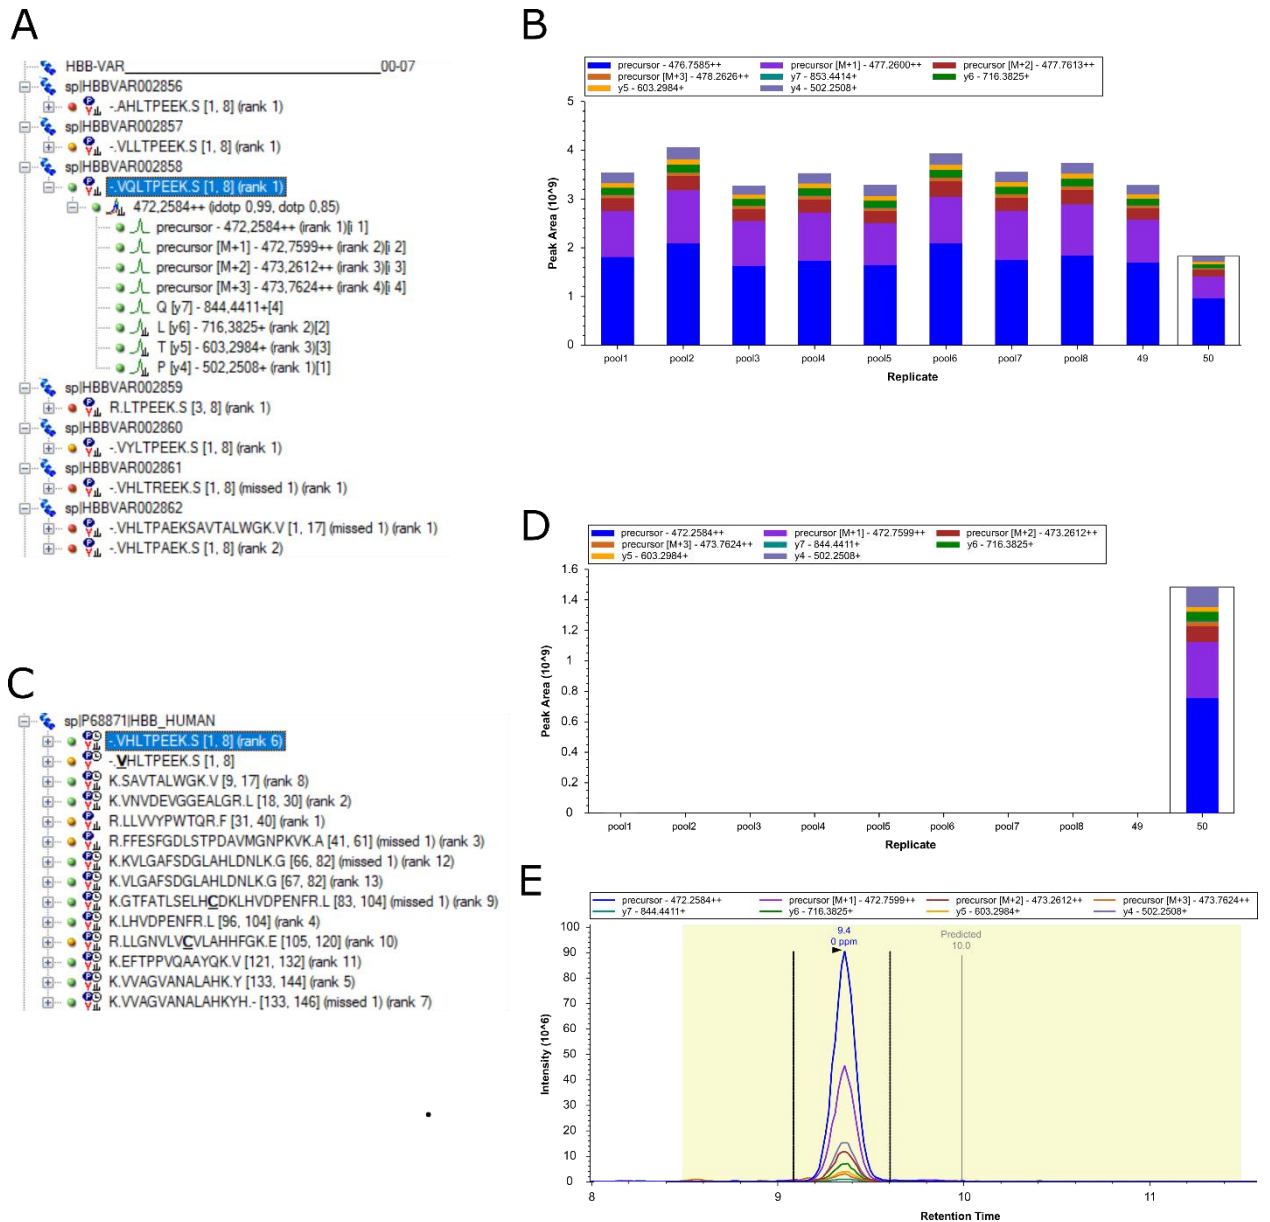 A
HBB-VAR________________________________00-07
sp|HBBVAR002856
-.AHLTPEEK.S [1, 8] (rank 1)
sp|HBBVAR002857
-.VLLTPEEK.S [1, 8] (rank 1)
sp|HBBVAR002858
-.VQLTPEEK.S [1, 8] (rank 1)
472,2584++ (idotp 0,99, dotp 0,85)
precursor - 472,2584++ (rank 1)[i 1]
precursor [M+1] - 472,7599++ (rank 2)[i 2]
precursor [M+2] - 473,2612++ (rank 3)[i 3]
precursor [M+3] - 473,7624++ (rank 4)[i 4]
Q [y7] - 844,4411+[4]
L [y6] - 716,3825+ (rank 2)[2]
T [y5] - 603,2984+ (rank 3)[3]
P [y4] - 502,2508+ (rank 1)[1]
sp|HBBVAR002859
R.LTPEEK.S [3, 8] (rank 1)
sp|HBBVAR002860
-.VYLTPEEK.S [1, 8] (rank 1)
sp|HBBVAR002861
-.VHLTREEK.S [1, 8] (missed 1) (rank 1)
sp|HBBVAR002862
-.VHLTPAEKSAVTALWGK.V [1, 17] (missed 1) (rank 1)
-.VHLTPAEK.S [1, 8] (rank 2)
B
precursor - 476.7585++ precursor [M+1] - 477.2600++ precursor [M+2] - 477.7613++
precursor [M+3] - 478.2626++ y7 - 853.4414+ y6 - 716.3825+
y5 - 603.2984+ y4 - 502.2508+
Peak Area (10^9)
5
4
3
2
1
0
pool1 pool2 pool3 pool4 pool5 pool6 pool7 pool8 49 50
Replicate
C
sp|P68871|HBB_HUMAN
-.VHLTPEEK.S [1, 8] (rank 6)
-.VHLTPEEK.S [1, 8]
K.SAVTALWGK.V [9, 17] (rank 8)
K.VNVDEVGGEALGR.L [18, 30] (rank 2)
R.LLVVYPWTQR.F [31, 40] (rank 1)
R.FFESFGDLSTPDAVMGNPKVK.A [41, 61] (missed 1) (rank 3)
K.KVLGAFSDGLAHLDNLK.G [66, 82] (missed 1) (rank 12)
K.VLGAFSDGLAHLDNLK.G [67, 82] (rank 13)
K.GTFATLSELHCDKLHVDPENFR.L [83, 104] (missed 1) (rank 9)
K.LHVDPENFR.L [96, 104] (rank 4)
R.LLGNVLVCVLAHHFGK.E [105, 120] (rank 10)
K.EFTPPVQAAYQK.V [121, 132] (rank 11)
K.VVAGVANALAHK.Y [133, 144] (rank 5)
K.VVAGVANALAHKYH.- [133, 146] (missed 1) (rank 7)
D
precursor - 472.2584++ precursor [M+1] - 472.7599++ precursor [M+2] - 473.2612++
precursor [M+3] - 473.7624++ y7 - 844.4411+ y6 - 716.3825+
y5 - 603.2984+ y4 - 502.2508+
Peak Area (10^9)
1.6
1.4
1.2
1
0.8
0.6
0.4
0.2
0
pool1 pool2 pool3 pool4 pool5 pool6 pool7 pool8 49 50
Replicate
E
precursor - 472.2584++ precursor [M+1] - 472.7599++ precursor [M+2] - 473.2612++ precursor [M+3] - 473.7624++
y7 - 844.4411+ y6 - 716.3825+ y5 - 603.2984+ y4 - 502.2508+
Intensity (10^6)
100
90
80
70
60
50
40
30
20
10
0
9.4
0 ppm
Predicted
10.0
8 9 10 11
Retention Time